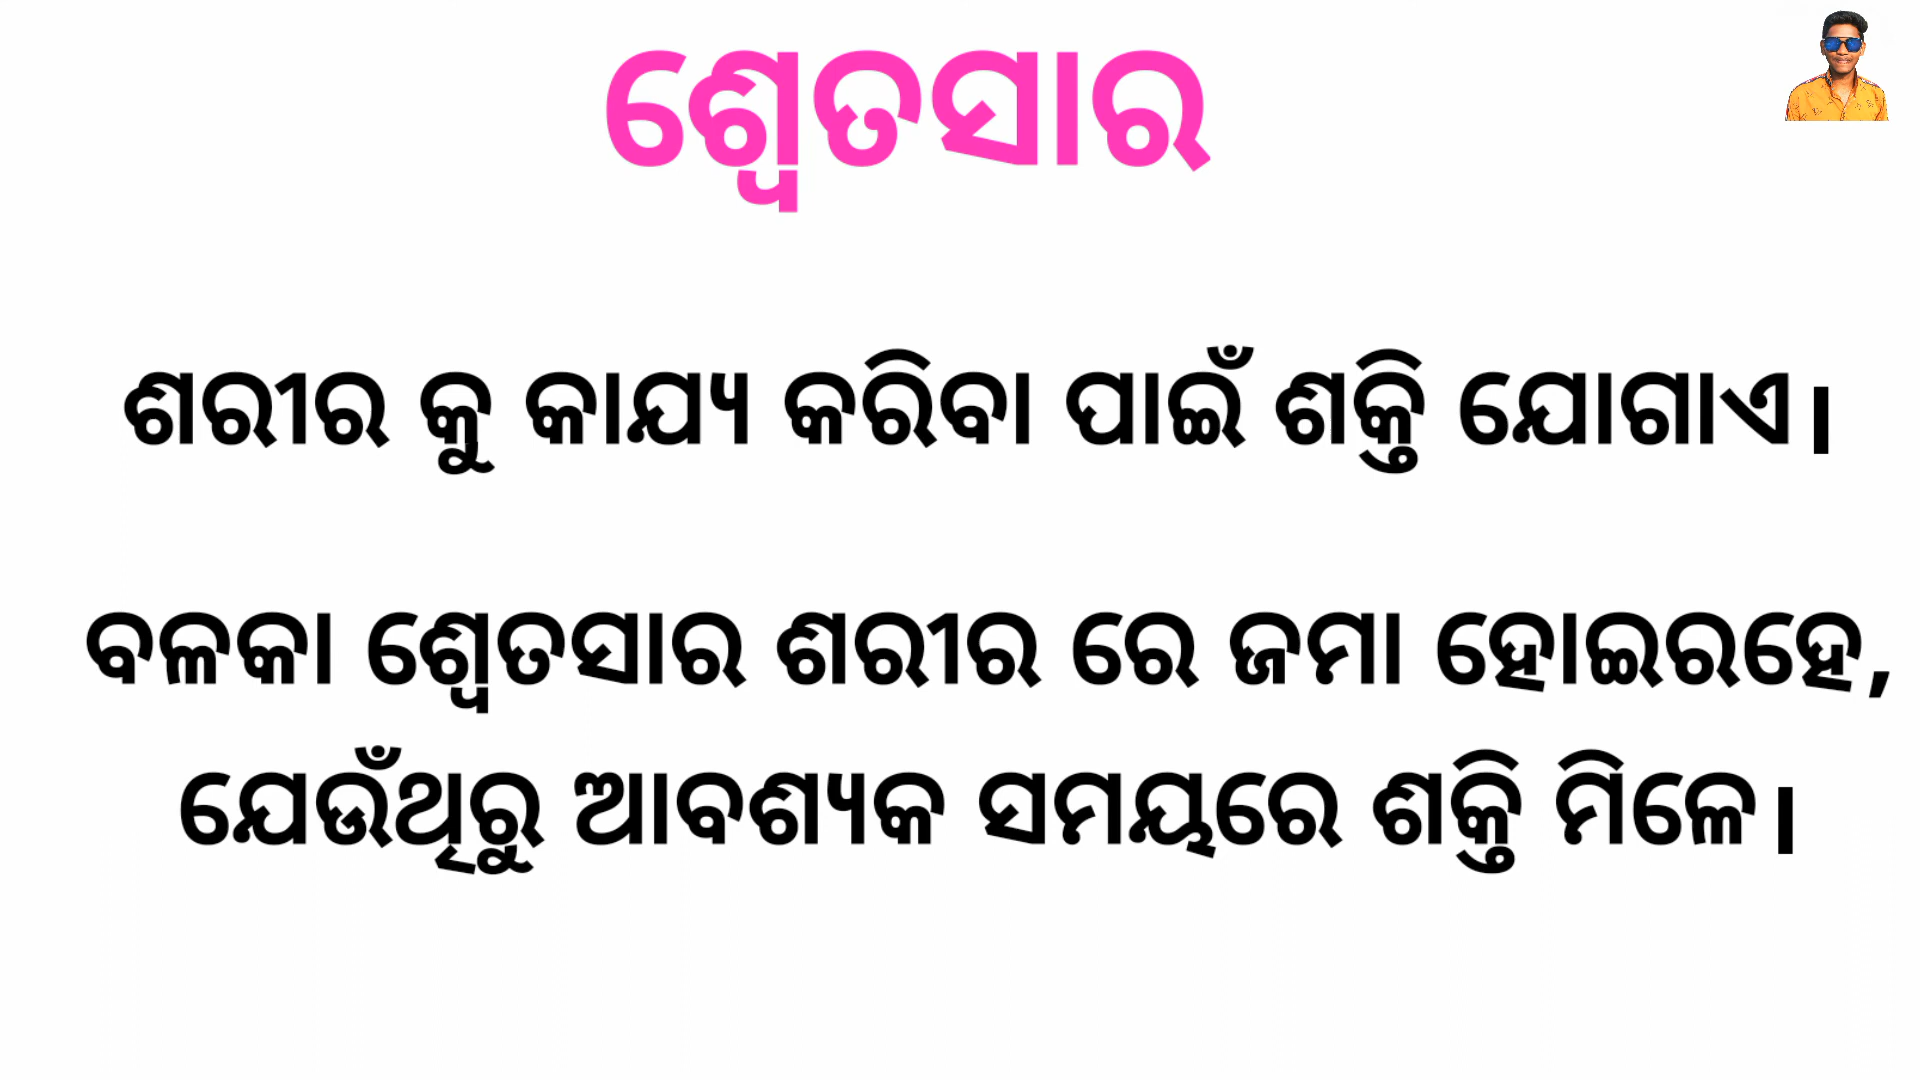 ଶ୍ୱେତସାର
ଶରୀର କୁ କାଯ୍ୟ କରିବା ପାଇଁ ଶକ୍ତି ଯୋଗାଏ।
ବଳକା ଶ୍ୱେତସାର ଶରୀର ରେ ଜମା ହୋଇରହେ,
ଯେଉଁଥିରୁ ଆବଶ୍ୟକ ସମୟରେ ଶକ୍ତି ମିଳେ।